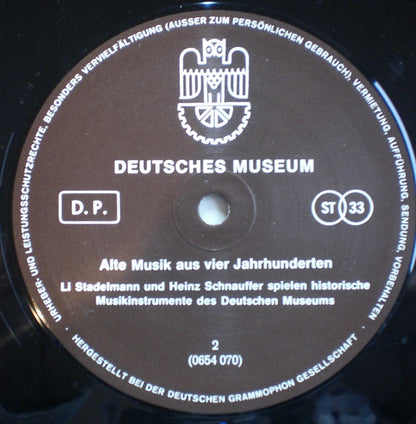 URHEBER- UND LEISTUNGSSCHUTZRECHTE, BESONDERS VERVIELFÄLTIGUNG (AUSSER ZUM PERSÖNLICHEN GEBRAUCH), VERMIETUNG, AUFFÜHRUNG, SENDUNG, VORBEHALTEN
DEUTSCHES MUSEUM
D. P.
ST 33
Alte Musik aus vier Jahrhunderten
Li Stadelmann und Heinz Schnauffer spielen historische
Musikinstrumente des Deutschen Museums
2
(0654 070)
· HERGESTELLT BEI DER DEUTSCHEN GRAMMOPHON GESELLSCHAFT ·